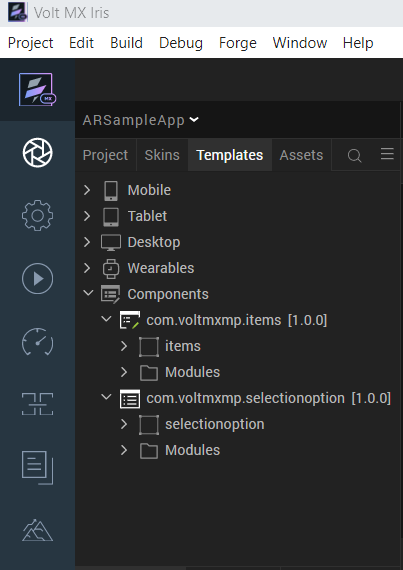 Volt MX Iris
Project Edit Build Debug Forge Window Help
MX
ARSampleApp
Project Skins Templates Assets
Mobile
Tablet
Desktop
Wearables
Components
com.voltmxmp.items [1.0.0]
items
Modules
com.voltmxmp.selectionoption [1.0.0]
selectionoption
Modules